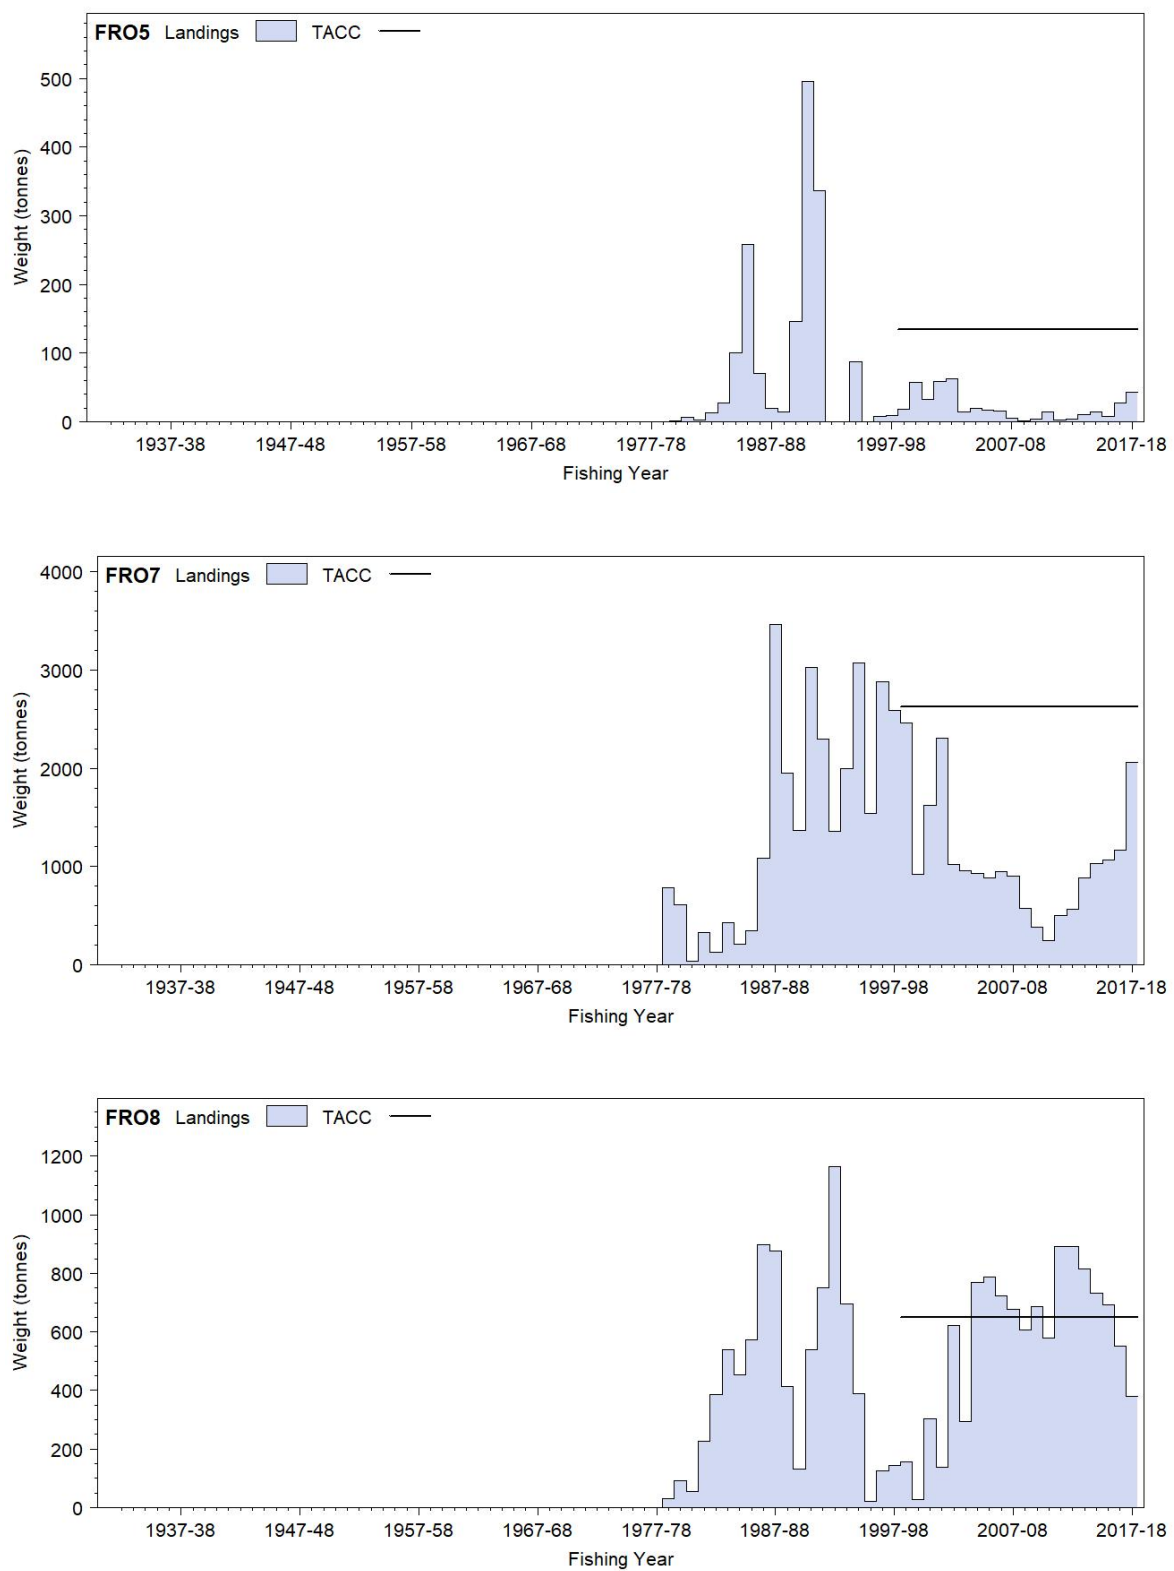 FRO5 Landings TACC
500
400
300
200
100
0
Weight (tonnes)
1937-38 1947-48 1957-58 1967-68 1977-78 1987-88 1997-98 2007-08 2017-18
Fishing Year
FRO7 Landings TACC
4000
3000
2000
1000
0
Weight (tonnes)
1937-38 1947-48 1957-58 1967-68 1977-78 1987-88 1997-98 2007-08 2017-18
Fishing Year
FRO8 Landings TACC
1200
1000
800
600
400
200
0
Weight (tonnes)
1937-38 1947-48 1957-58 1967-68 1977-78 1987-88 1997-98 2007-08 2017-18
Fishing Year